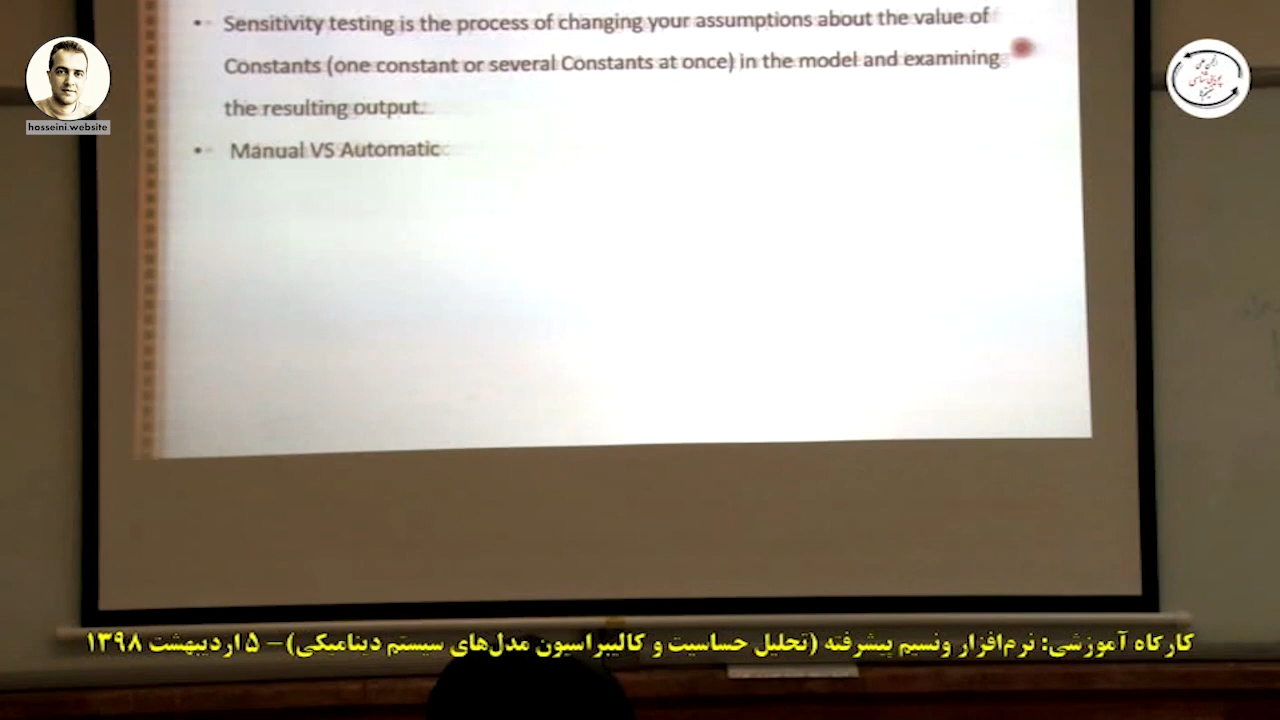 • Sensitivity testing is the process of changing your assumptions about the value of
Constants (one constant or several Constants at once) in the model and examining
the resulting output.
• Manual VS Automatic
hosseini.website
کارگاه آموزشی: نرم‌افزار ونسیم پیشرفته (تحلیل حساسیت و کالیبراسیون مدل‌های سیستم دینامیکی)– ۵ اردیبهشت ۱۳۹۸